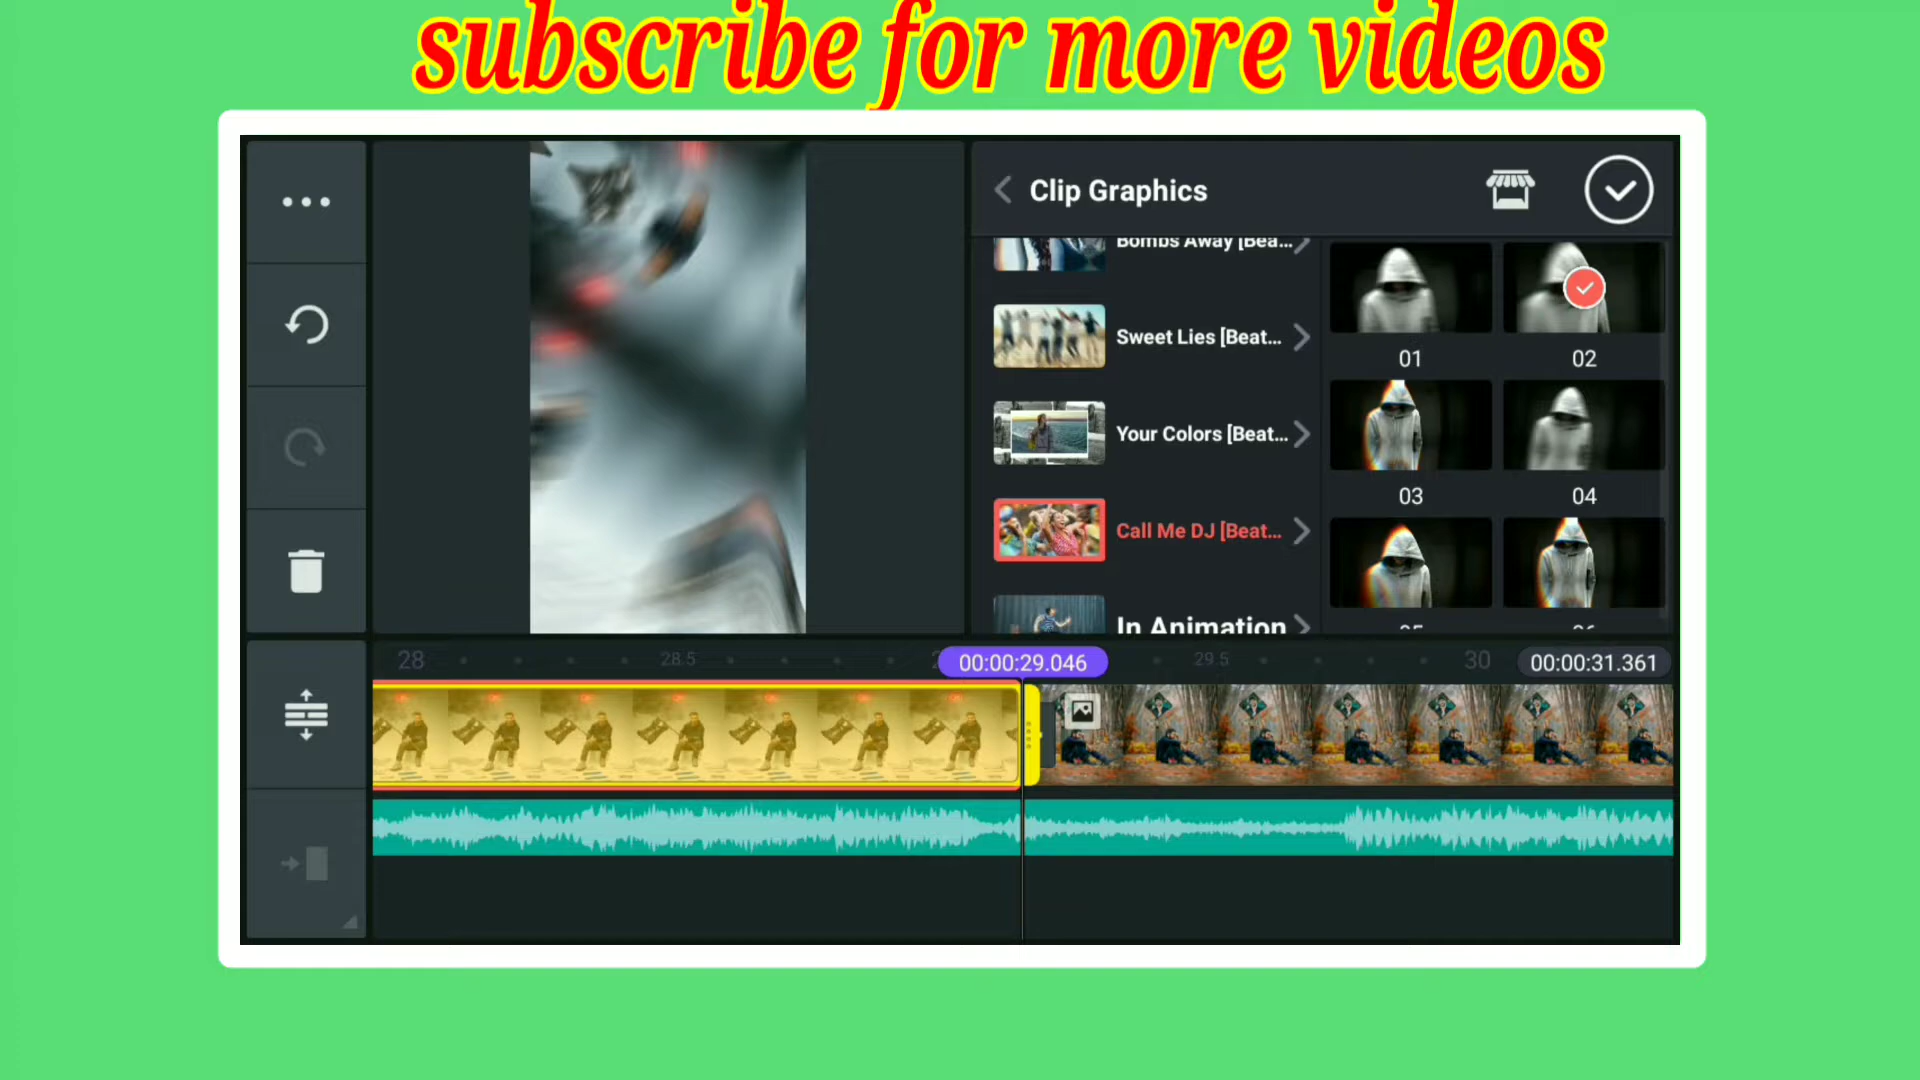 subscribe for more videos
Clip Graphics
Bombs Away [Bea...
Sweet Lies [Beat...
Your Colors [Beat...
Call Me DJ [Beat...
In Animation
01
02
03
04
05
06
28
28.5
00:00:29.046
29.5
30
00:00:31.361